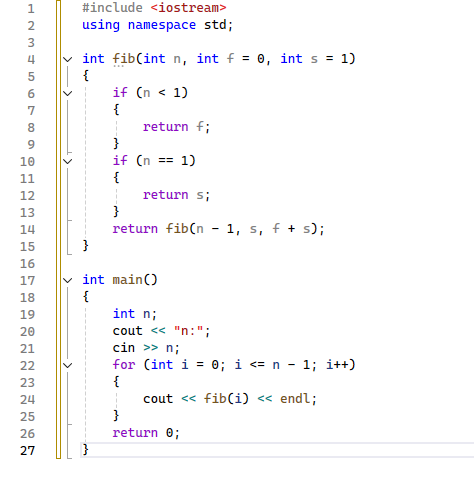 1 #include <iostream>
2 using namespace std;
3
4 int fib(int n, int f = 0, int s = 1)
5 {
6     if (n < 1)
7     {
8         return f;
9     }
10     if (n == 1)
11     {
12         return s;
13     }
14     return fib(n - 1, s, f + s);
15 }
16
17 int main()
18 {
19     int n;
20     cout << "n:";
21     cin >> n;
22     for (int i = 0; i <= n - 1; i++)
23     {
24         cout << fib(i) << endl;
25     }
26     return 0;
27 }